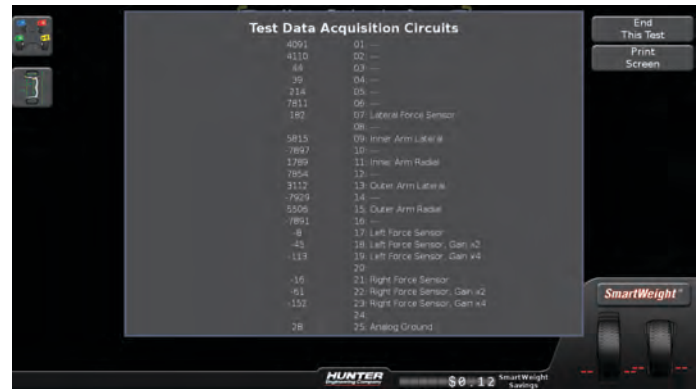 Test Data Acquisition Circuits
4091 01: ---
4110 02: ---
44 03: ---
39 04: ---
214 05: ---
7811 06: ---
182 07: Lateral Force Sensor
08: ---
5815 09: Inner Arm Lateral
-7897 10: ---
1789 11: Inner Arm Radial
7854 12: ---
3112 13: Outer Arm Lateral
-7929 14: ---
5506 15: Outer Arm Radial
-7891 16: ---
-8 17: Left Force Sensor
-45 18: Left Force Sensor, Gain x2
-113 19: Left Force Sensor, Gain x4
20:
-16 21: Right Force Sensor
-61 22: Right Force Sensor, Gain x2
-152 23: Right Force Sensor, Gain x4
24:
28 25: Analog Ground
End
This Test
Print
Screen
SmartWeight
HUNTER
Engineering Company
$0.12 SmartWeight
Savings